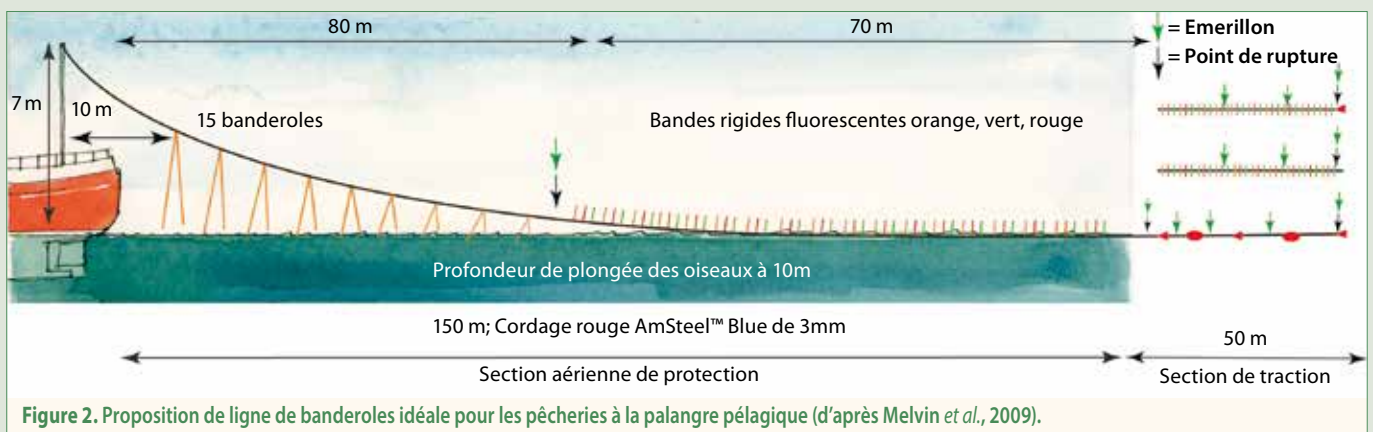 80 m
70 m
= Emerillon
= Point de rupture
7 m
10 m
15 banderoles
Bandes rigides fluorescentes orange, vert, rouge
Profondeur de plongée des oiseaux à 10m
150 m; Cordage rouge AmSteel™ Blue de 3mm
50 m
Section aérienne de protection
Section de traction
Figure 2. Proposition de ligne de banderoles idéale pour les pêcheries à la palangre pélagique (d'après Melvin et al., 2009).